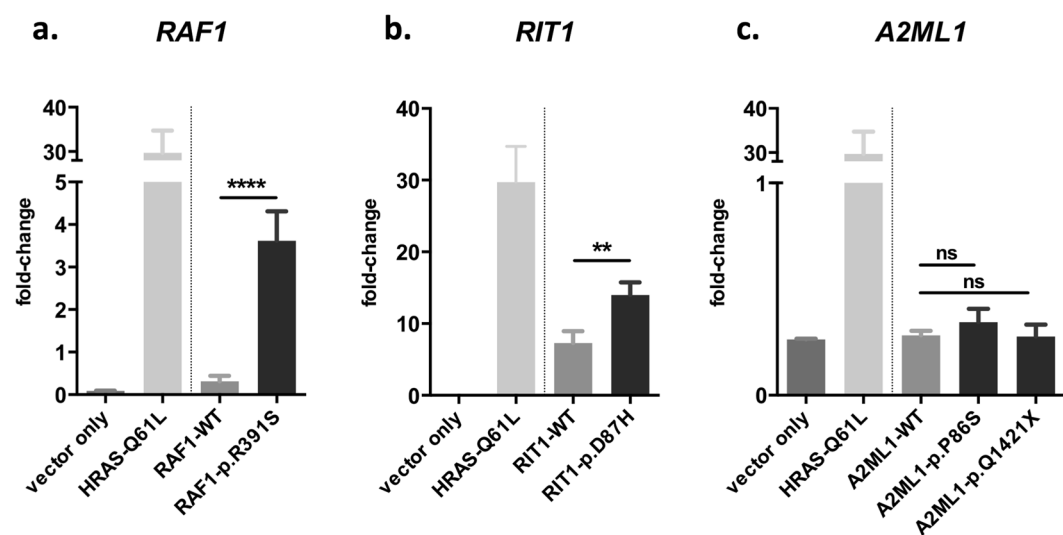 a. RAF1
fold-change
40
30
5
4
3
2
1
0
****
vector only
HRAS-Q61L
RAF1-WT
RAF1-p.R391S
b. RIT1
fold-change
40
30
20
10
0
**
vector only
HRAS-Q61L
RIT1-WT
RIT1-p.D87H
c. A2ML1
fold-change
40
30
1
0
ns
ns
vector only
HRAS-Q61L
A2ML1-WT
A2ML1-p.P86S
A2ML1-p.Q1421X